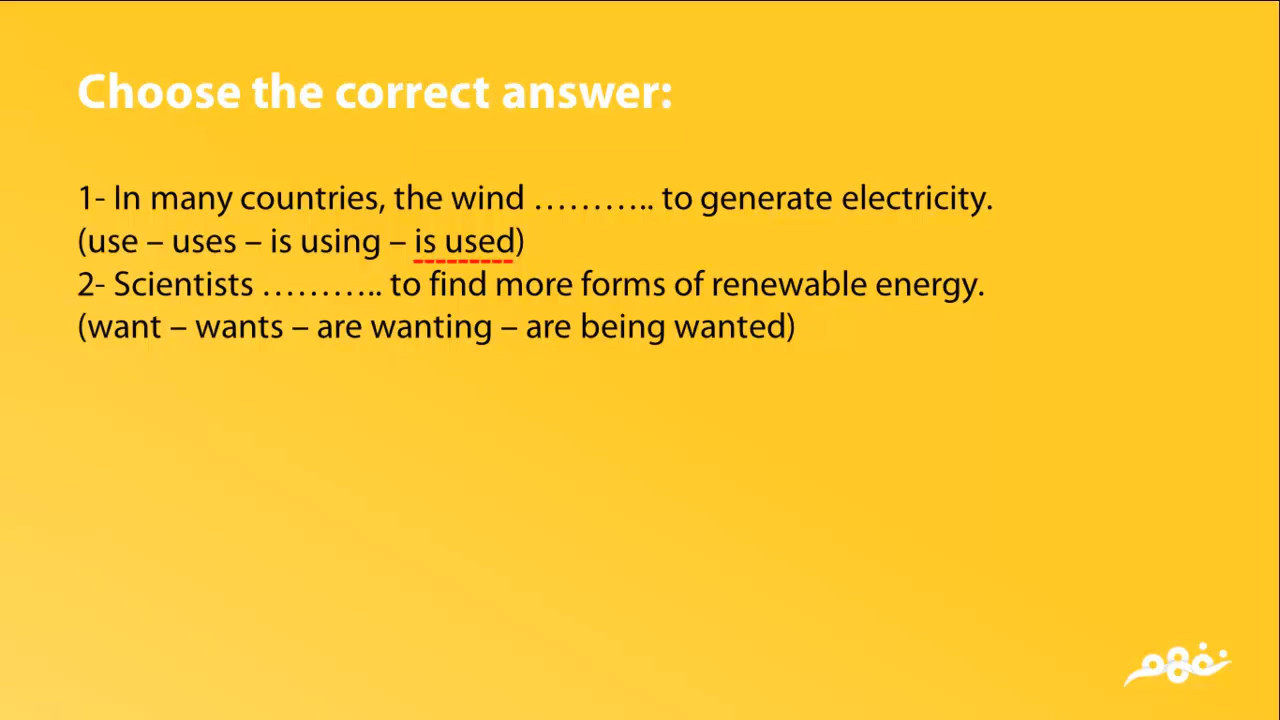 Choose the correct answer:
1- In many countries, the wind ……….. to generate electricity.
(use – uses – is using – is used)
2- Scientists ……….. to find more forms of renewable energy.
(want – wants – are wanting – are being wanted)
نفهم